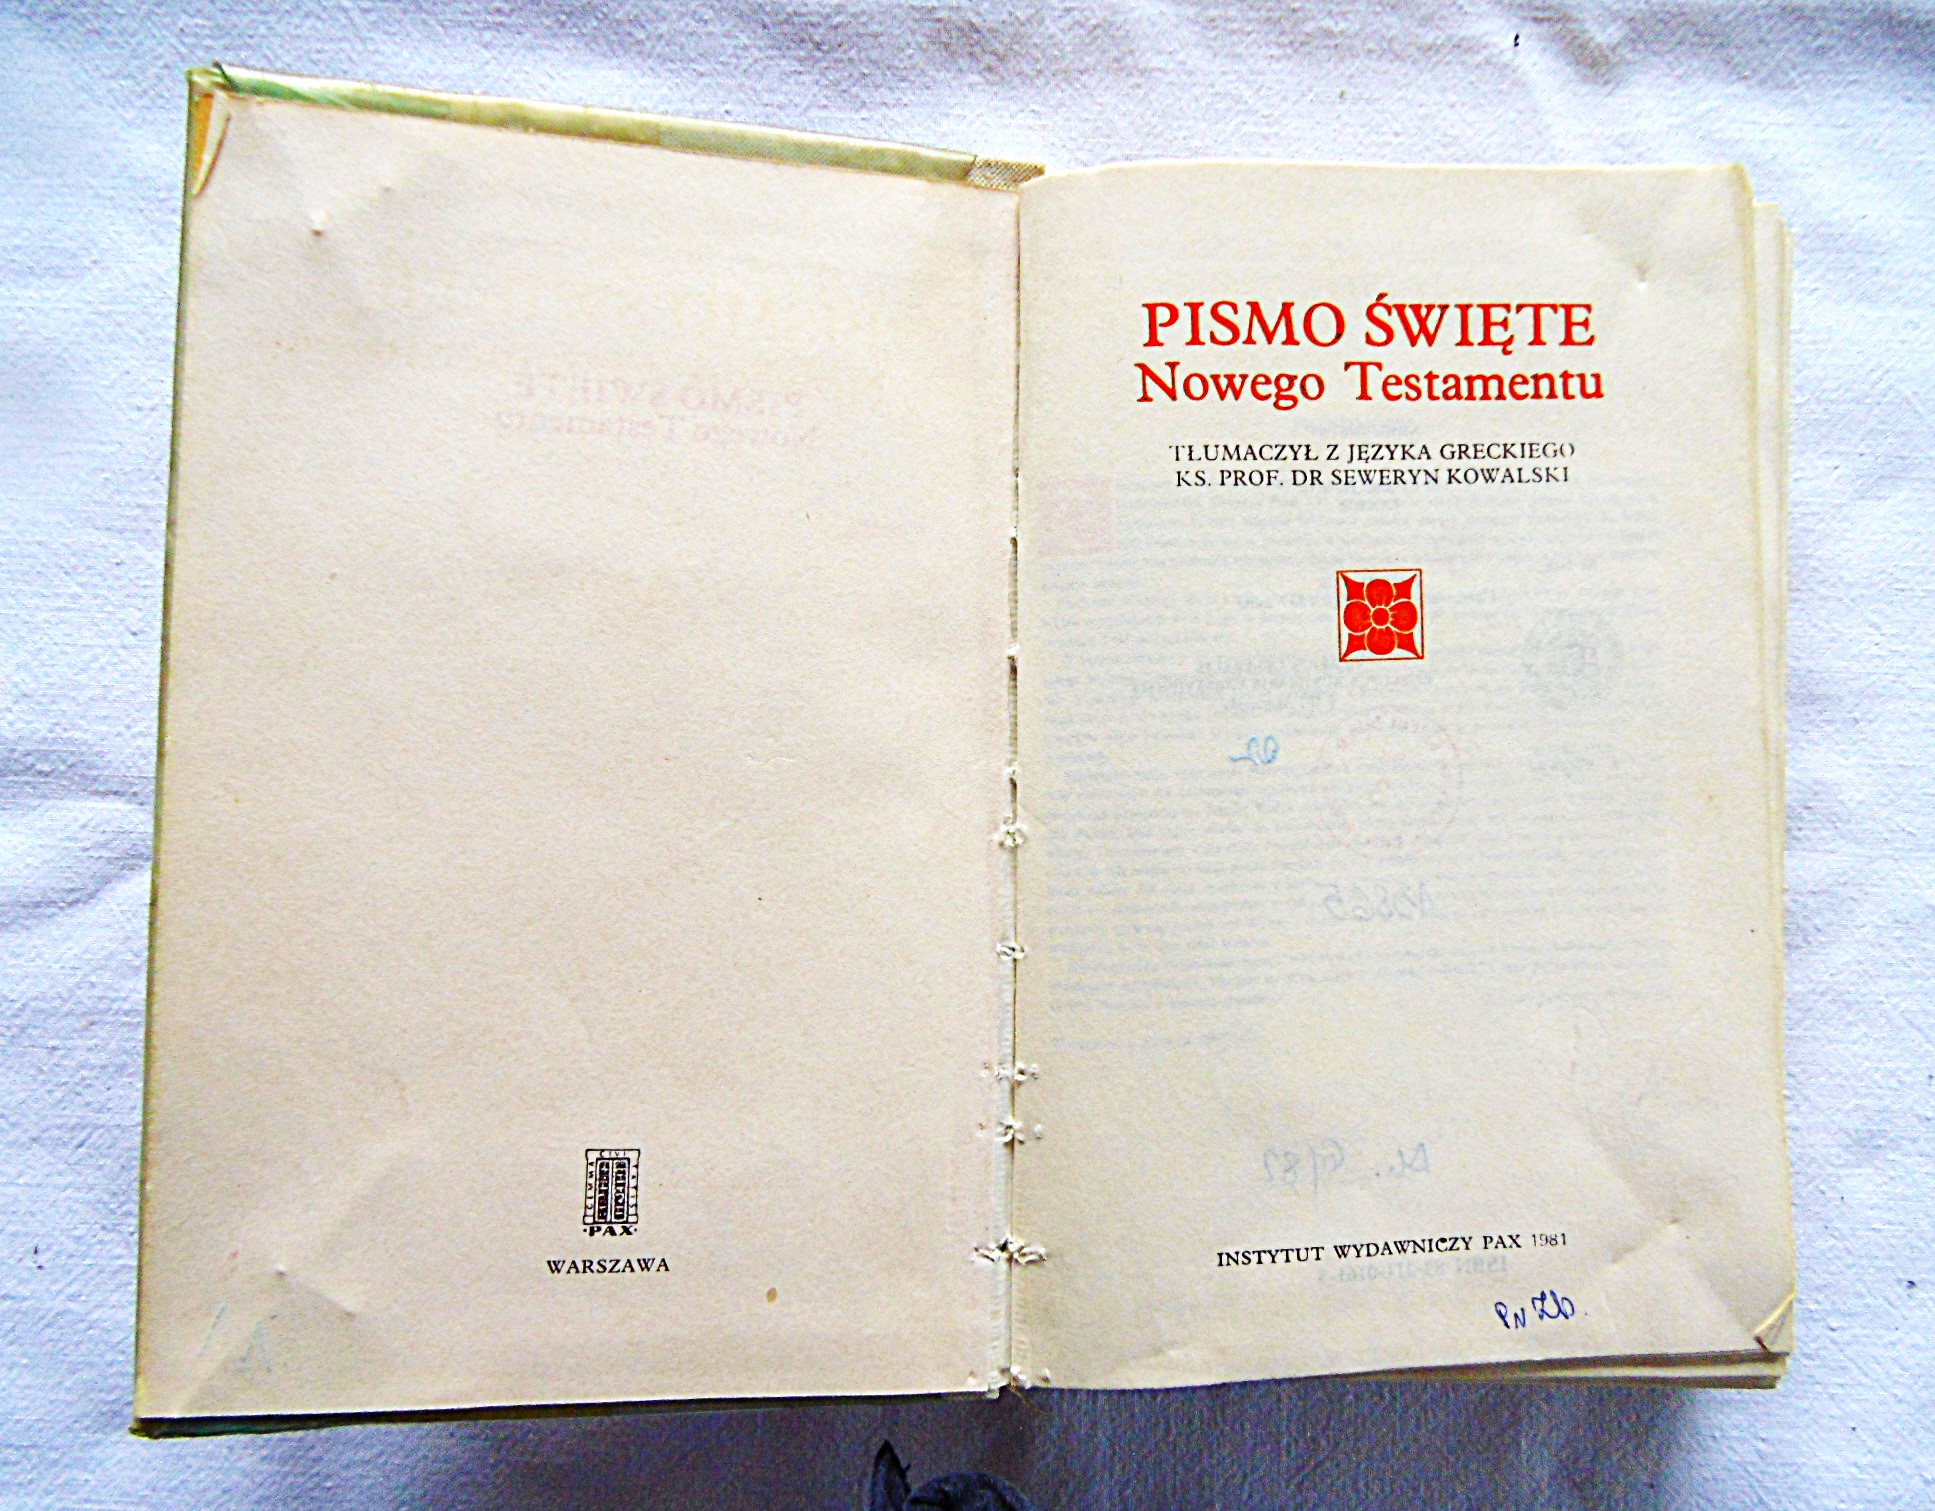 PAX
WARSZAWA
PISMO ŚWIĘTE
Nowego Testamentu
TŁUMACZYŁ Z JĘZYKA GRECKIEGO
KS. PROF. DR SEWERYN KOWALSKI
INSTYTUT WYDAWNICZY PAX 1981